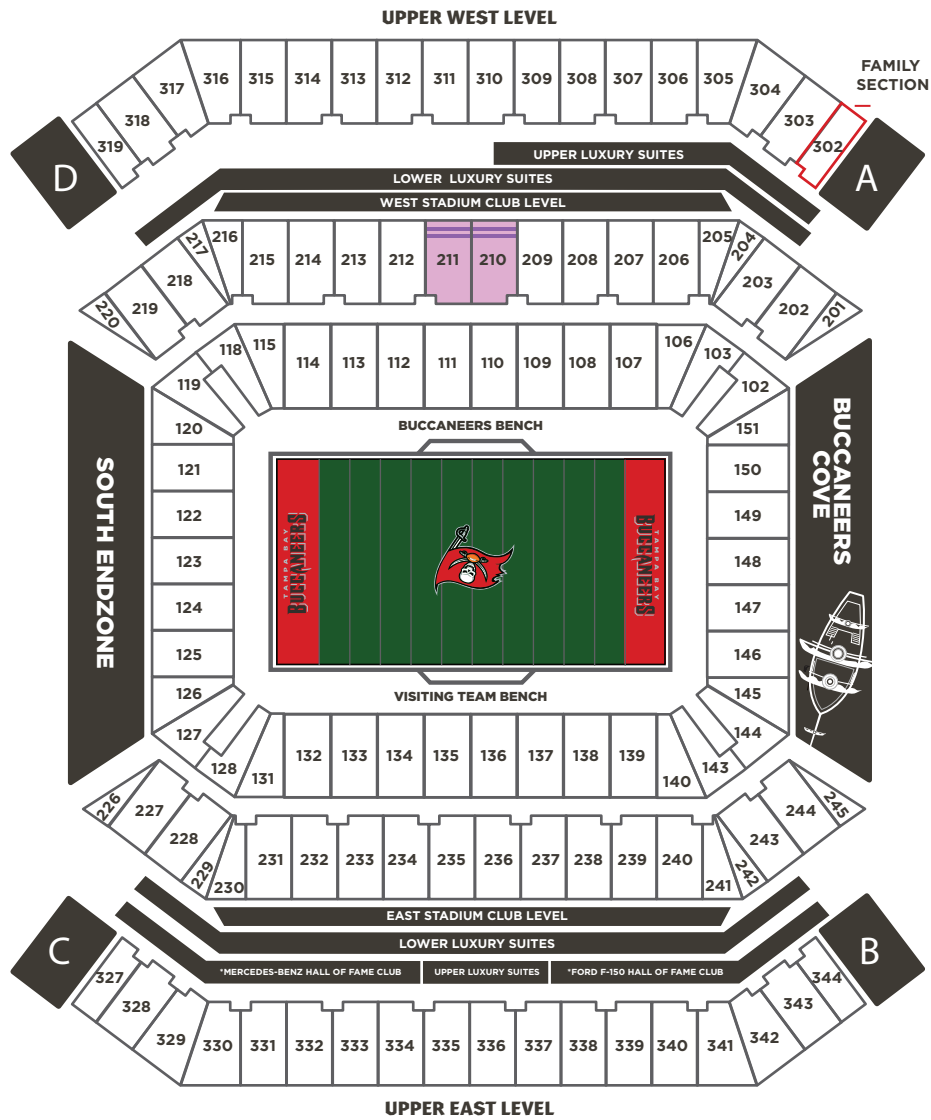 UPPER WEST LEVEL
FAMILY
SECTION
319 318 317 316 315 314 313 312 311 310 309 308 307 306 305 304 303 302
D
A
UPPER LUXURY SUITES
LOWER LUXURY SUITES
WEST STADIUM CLUB LEVEL
220 219 218 217 216 215 214 213 212 211 210 209 208 207 206 205 204 203 202 201
119 118 115 114 113 112 111 110 109 108 107 106 103 102
BUCCANEERS BENCH
120
121
122
123
124
125
126
151
150
149
148
147
146
145
SOUTH ENDZONE
TAMPA BAY
BUCCANEERS
TAMPA BAY
BUCCANEERS
BUCCANEERS
COVE
VISITING TEAM BENCH
127 128 131 132 133 134 135 136 137 138 139 140 143 144
226 227 228 229 230 231 232 233 234 235 236 237 238 239 240 241 242 243 244 245
EAST STADIUM CLUB LEVEL
LOWER LUXURY SUITES
*MERCEDES-BENZ HALL OF FAME CLUB
UPPER LUXURY SUITES
*FORD F-150 HALL OF FAME CLUB
C
B
327 328 329 330 331 332 333 334 335 336 337 338 339 340 341 342 343 344
UPPER EAST LEVEL